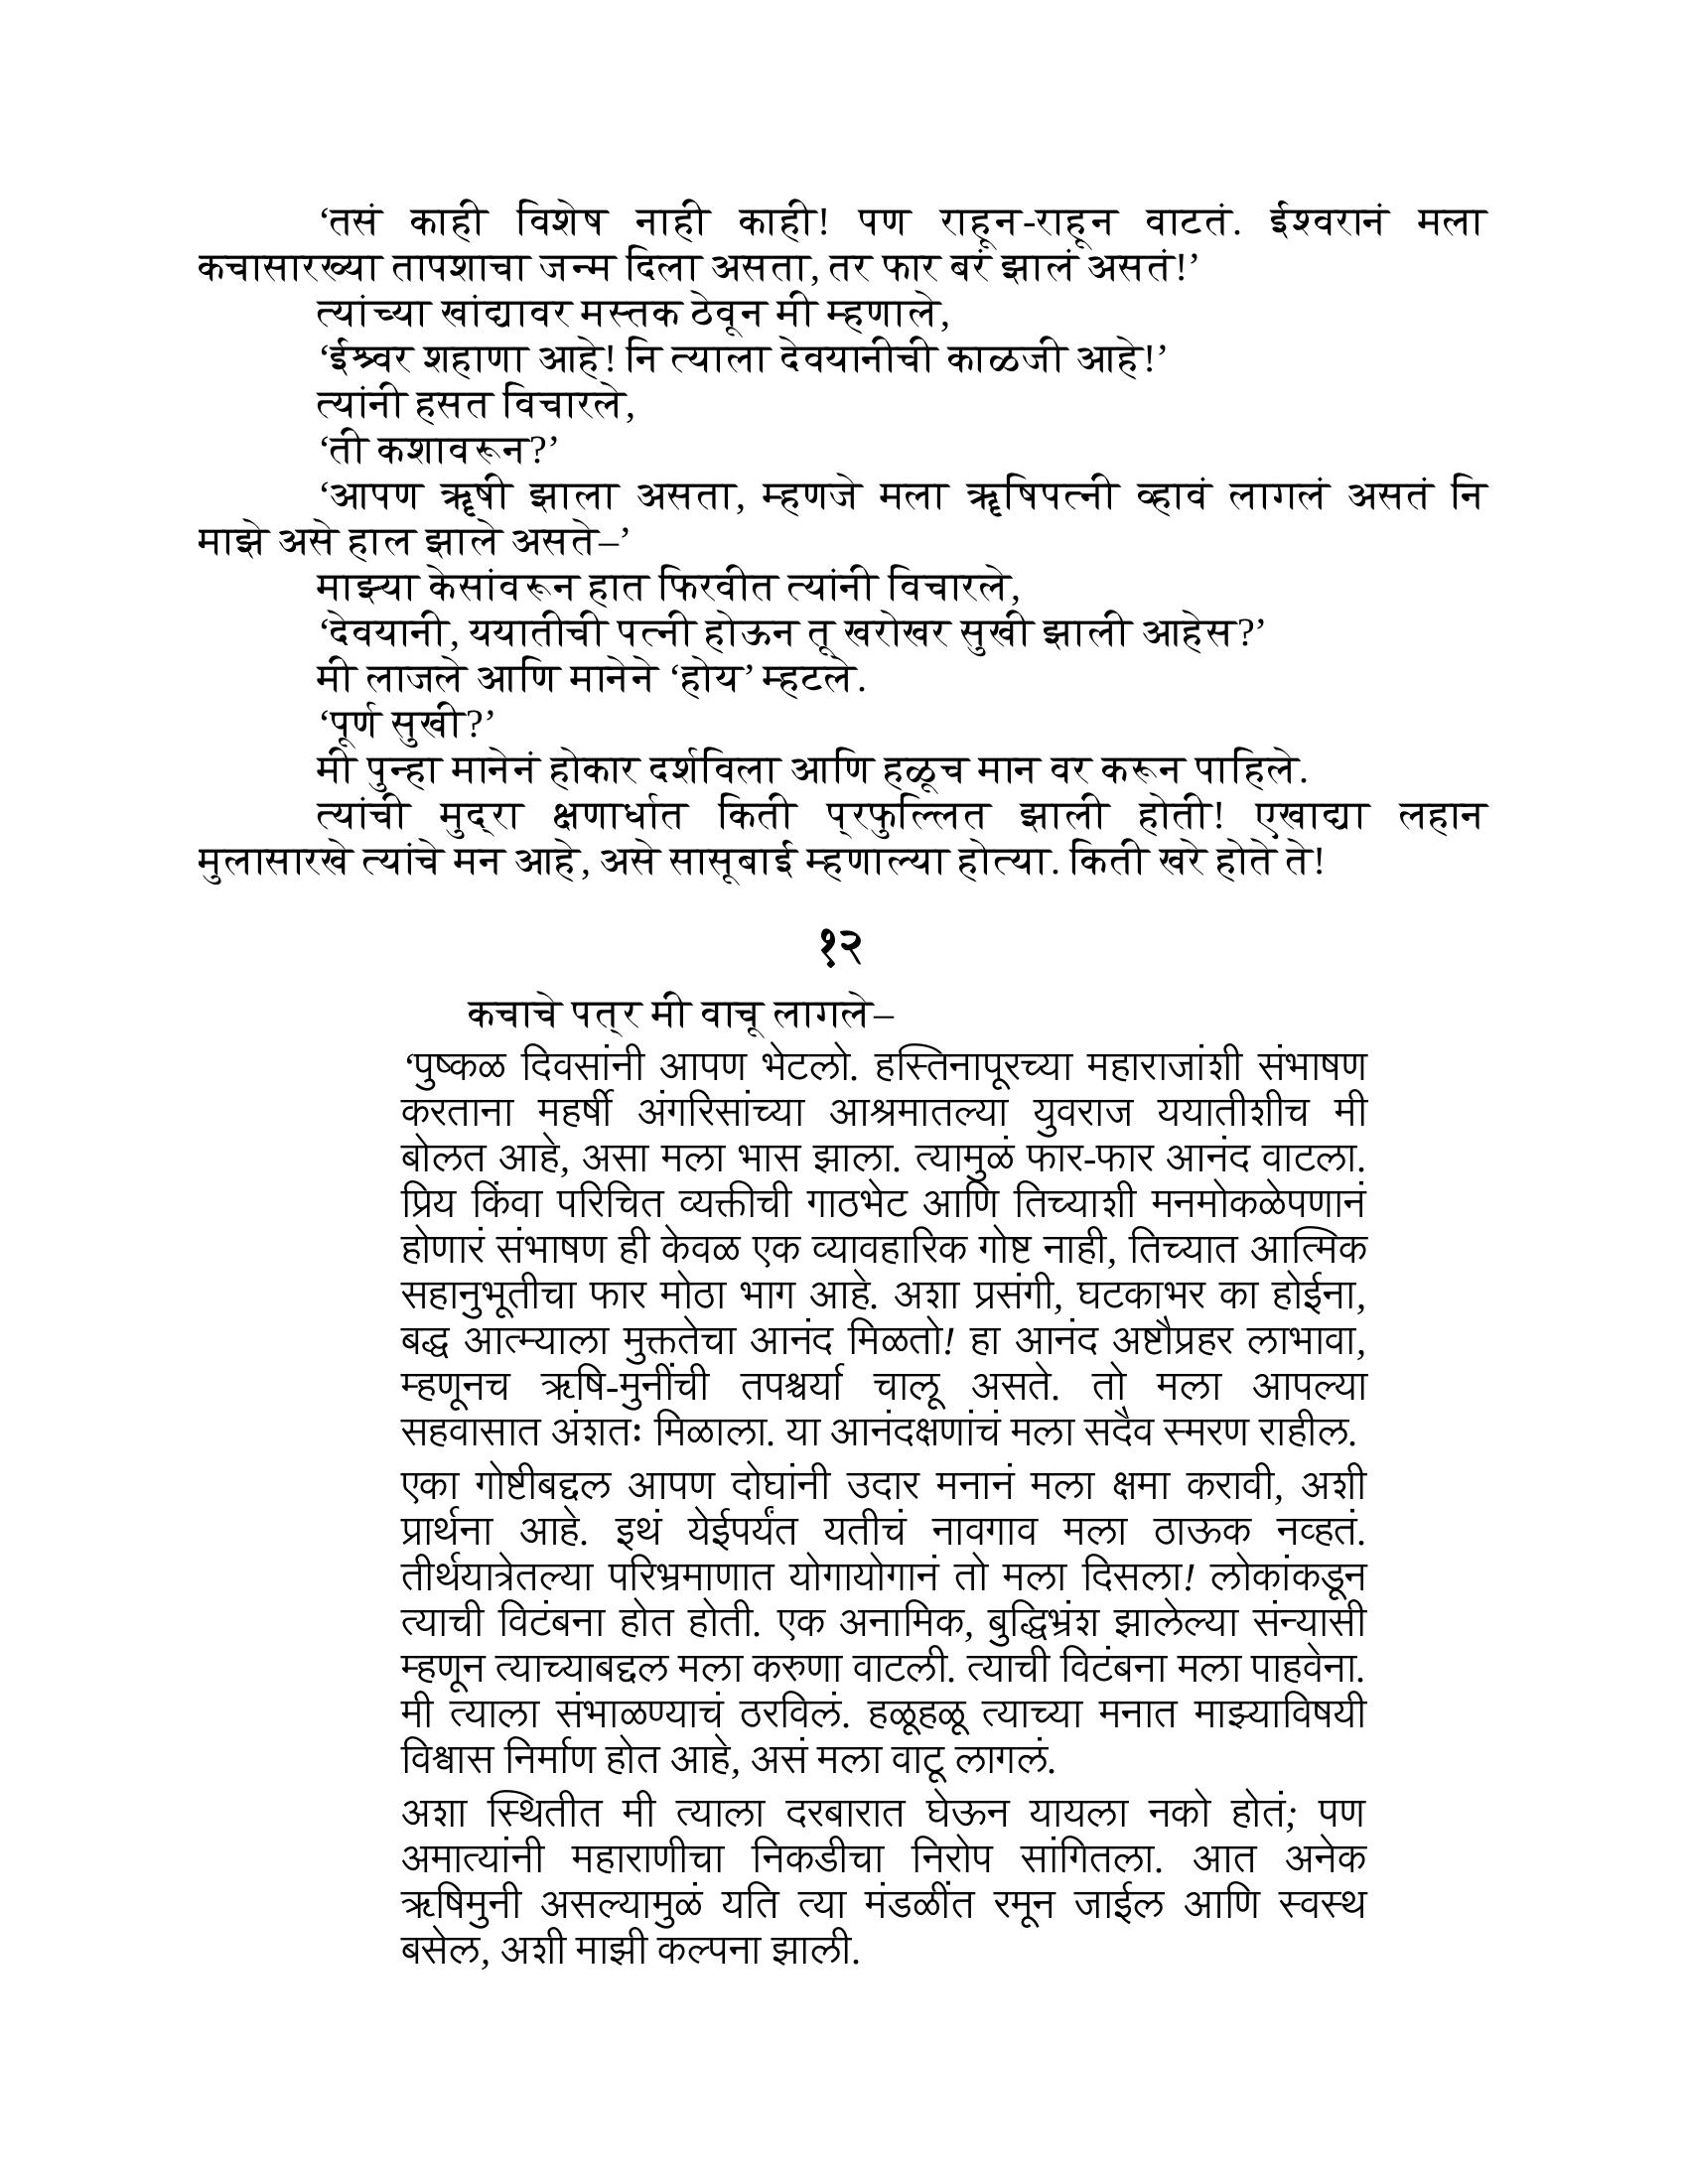 ‘तसं काही विशेष नाही काही! पण राहून-राहून वाटतं. ईश्वरानं मला
कचासारख्या तापशाचा जन्म दिला असता, तर फार बरं झालं असतं!’
त्यांच्या खांद्यावर मस्तक ठेवून मी म्हणाले,
‘ईश्र्वर शहाणा आहे! नि त्याला देवयानीची काळजी आहे!’
त्यांनी हसत विचारले,
‘ती कशावरून?’
‘आपण ॠषी झाला असता, म्हणजे मला ॠषिपत्नी व्हावं लागलं असतं नि
माझे असे हाल झाले असते–’
माझ्या केसांवरून हात फिरवीत त्यांनी विचारले,
‘देवयानी, ययातीची पत्नी होऊन तू खरोखर सुखी झाली आहेस?’
मी लाजले आणि मानेने ‘होय’ म्हटले.
‘पूर्ण सुखी?’
मी पुन्हा मानेनं होकार दर्शविला आणि हळूच मान वर करून पाहिले.
त्यांची मुद्रा क्षणार्धात किती प्रफुल्लित झाली होती! एखाद्या लहान
मुलासारखे त्यांचे मन आहे, असे सासूबाई म्हणाल्या होत्या. किती खरे होते ते!
१२
कचाचे पत्र मी वाचू लागले–
‘पुष्कळ दिवसांनी आपण भेटलो. हस्तिनापूरच्या महाराजांशी संभाषण
करताना महर्षी अंगरिसांच्या आश्रमातल्या युवराज ययातीशीच मी
बोलत आहे, असा मला भास झाला. त्यामुळं फार-फार आनंद वाटला.
प्रिय किंवा परिचित व्यक्तीची गाठभेट आणि तिच्याशी मनमोकळेपणानं
होणारं संभाषण ही केवळ एक व्यावहारिक गोष्ट नाही, तिच्यात आत्मिक
सहानुभूतीचा फार मोठा भाग आहे. अशा प्रसंगी, घटकाभर का होईना,
बद्ध आत्म्याला मुक्ततेचा आनंद मिळतो! हा आनंद अष्टौप्रहर लाभावा,
म्हणूनच ऋषि-मुनींची तपश्चर्या चालू असते. तो मला आपल्या
सहवासात अंशतः मिळाला. या आनंदक्षणांचं मला सदैव स्मरण राहील.
एका गोष्टीबद्दल आपण दोघांनी उदार मनानं मला क्षमा करावी, अशी
प्रार्थना आहे. इथं येईपर्यंत यतीचं नावगाव मला ठाऊक नव्हतं.
तीर्थयात्रेतल्या परिभ्रमाणात योगायोगानं तो मला दिसला! लोकांकडून
त्याची विटंबना होत होती. एक अनामिक, बुद्धिभ्रंश झालेल्या संन्यासी
म्हणून त्याच्याबद्दल मला करुणा वाटली. त्याची विटंबना मला पाहवेना.
मी त्याला संभाळण्याचं ठरविलं. हळूहळू त्याच्या मनात माझ्याविषयी
विश्वास निर्माण होत आहे, असं मला वाटू लागलं.
अशा स्थितीत मी त्याला दरबारात घेऊन यायला नको होतं; पण
अमात्यांनी महाराणीचा निकडीचा निरोप सांगितला. आत अनेक
ऋषिमुनी असल्यामुळं यति त्या मंडळींत रमून जाईल आणि स्वस्थ
बसेल, अशी माझी कल्पना झाली.